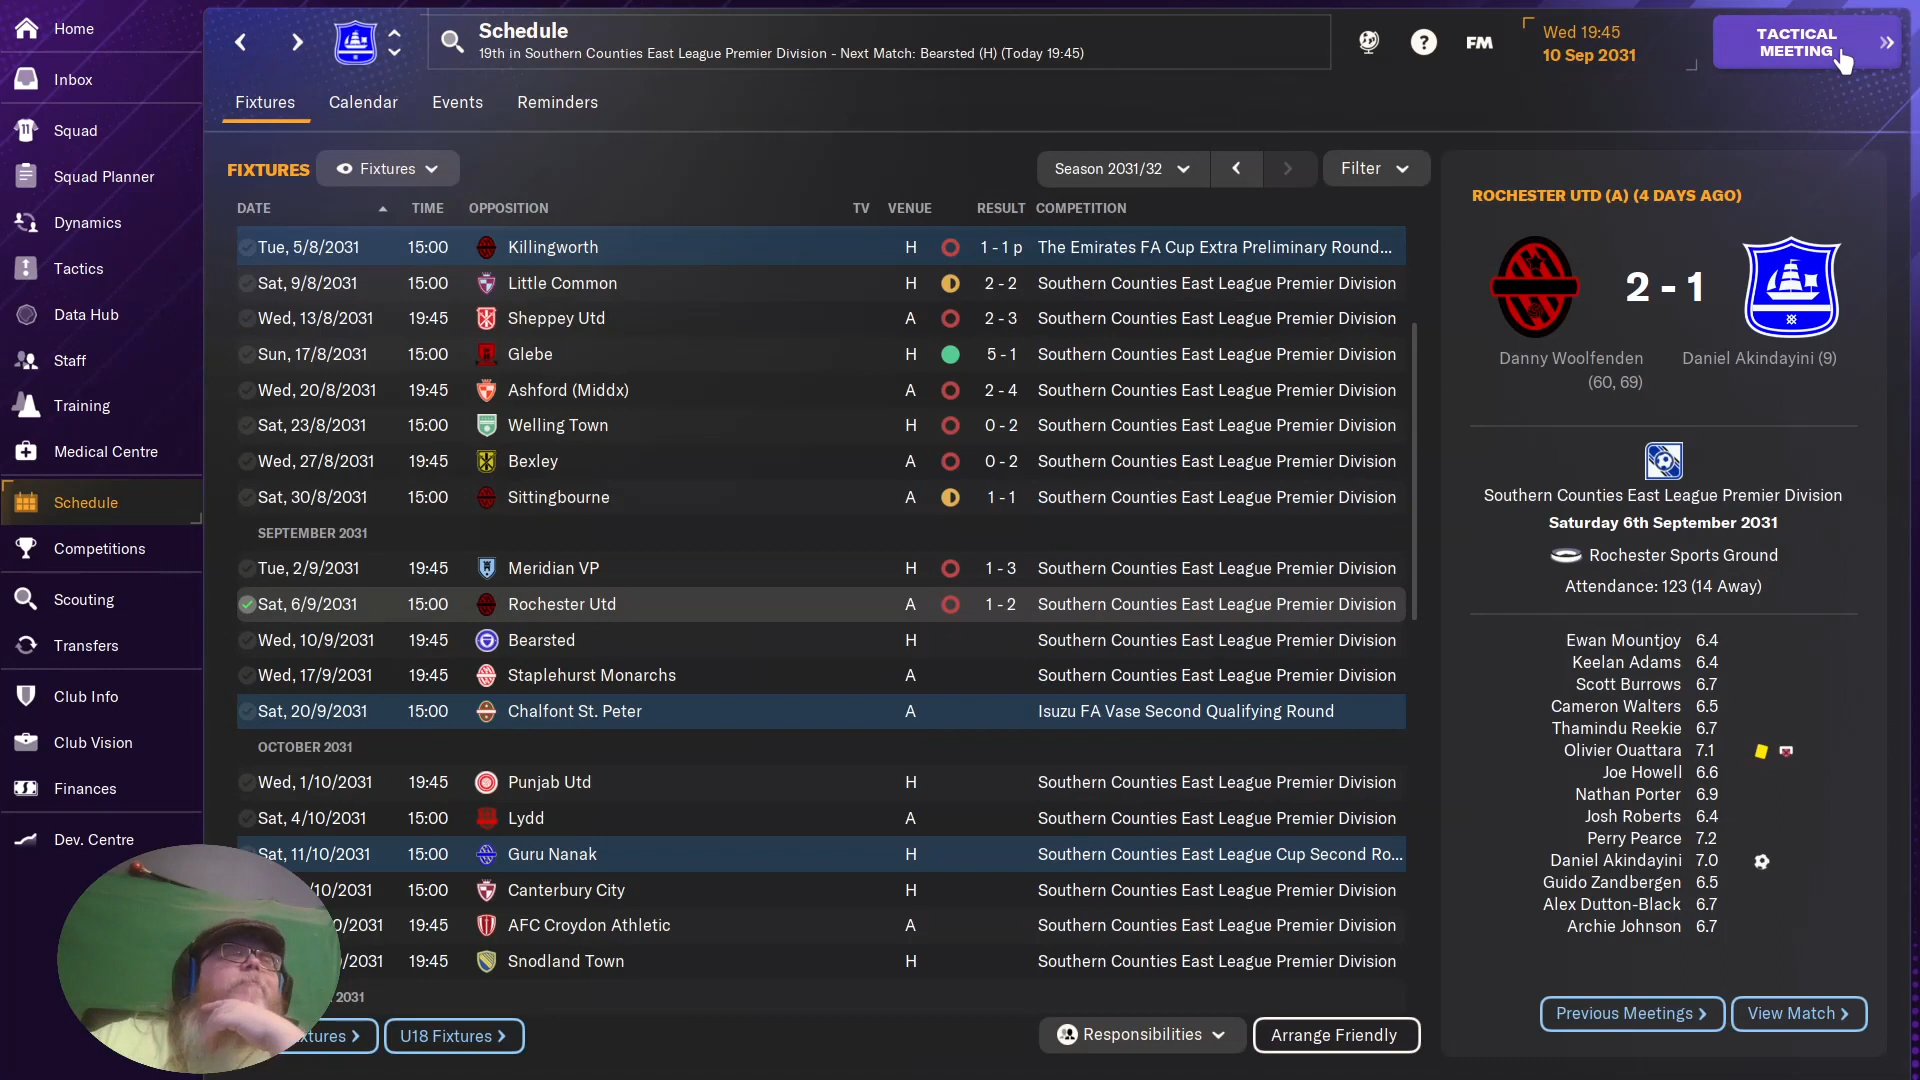 Home
Inbox
Squad
Squad Planner
Dynamics
Tactics
Data Hub
Staff
Training
Medical Centre
Schedule
Competitions
Scouting
Transfers
Club Info
Club Vision
Finances
Dev. Centre
Schedule
19th in Southern Counties East League Premier Division - Next Match: Bearsted (H) (Today 19:45)
FM
Wed 19:45
10 Sep 2031
TACTICAL MEETING
Fixtures Calendar Events Reminders
FIXTURES Fixtures Season 2031/32 Filter
DATE TIME OPPOSITION TV VENUE RESULT COMPETITION
Tue, 5/8/2031 15:00 Killingworth H 1 - 1 p The Emirates FA Cup Extra Preliminary Round...
Sat, 9/8/2031 15:00 Little Common H 2 - 2 Southern Counties East League Premier Division
Wed, 13/8/2031 19:45 Sheppey Utd A 2 - 3 Southern Counties East League Premier Division
Sun, 17/8/2031 15:00 Glebe H 5 - 1 Southern Counties East League Premier Division
Wed, 20/8/2031 19:45 Ashford (Middx) A 2 - 4 Southern Counties East League Premier Division
Sat, 23/8/2031 15:00 Welling Town H 0 - 2 Southern Counties East League Premier Division
Wed, 27/8/2031 19:45 Bexley A 0 - 2 Southern Counties East League Premier Division
Sat, 30/8/2031 15:00 Sittingbourne A 1 - 1 Southern Counties East League Premier Division
SEPTEMBER 2031
Tue, 2/9/2031 19:45 Meridian VP H 1 - 3 Southern Counties East League Premier Division
Sat, 6/9/2031 15:00 Rochester Utd A 1 - 2 Southern Counties East League Premier Division
Wed, 10/9/2031 19:45 Bearsted H Southern Counties East League Premier Division
Wed, 17/9/2031 19:45 Staplehurst Monarchs A Southern Counties East League Premier Division
Sat, 20/9/2031 15:00 Chalfont St. Peter A Isuzu FA Vase Second Qualifying Round
OCTOBER 2031
Wed, 1/10/2031 19:45 Punjab Utd H Southern Counties East League Premier Division
Sat, 4/10/2031 15:00 Lydd A Southern Counties East League Premier Division
Sat, 11/10/2031 15:00 Guru Nanak H Southern Counties East League Cup Second Ro...
/10/2031 15:00 Canterbury City H Southern Counties East League Premier Division
0/2031 19:45 AFC Croydon Athletic A Southern Counties East League Premier Division
/2031 19:45 Snodland Town H Southern Counties East League Premier Division
2031
xtures U18 Fixtures Responsibilities Arrange Friendly
ROCHESTER UTD (A) (4 DAYS AGO)
2 - 1
Danny Woolfenden (60, 69)
Daniel Akindayini (9)
Southern Counties East League Premier Division
Saturday 6th September 2031
Rochester Sports Ground
Attendance: 123 (14 Away)
Ewan Mountjoy 6.4
Keelan Adams 6.4
Scott Burrows 6.7
Cameron Walters 6.5
Thamindu Reekie 6.7
Olivier Ouattara 7.1
Joe Howell 6.6
Nathan Porter 6.9
Josh Roberts 6.4
Perry Pearce 7.2
Daniel Akindayini 7.0
Guido Zandbergen 6.5
Alex Dutton-Black 6.7
Archie Johnson 6.7
Previous Meetings View Match